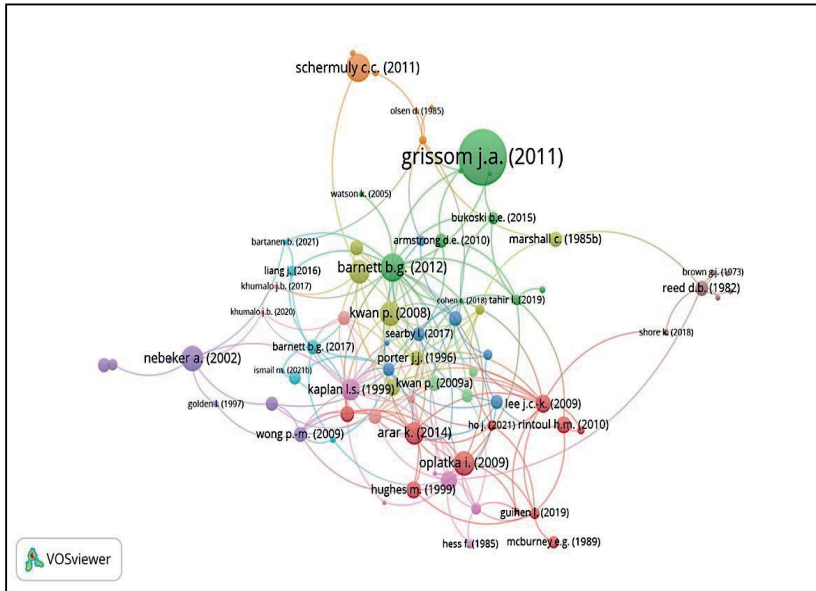 schermuly c.c. (2011)
olsen d. (1985)
grissom j.a. (2011)
watson k. (2005)
bukoski b.e. (2015)
bartanen b. (2021)
armstrong d.e. (2010)
marshall c. (1985b)
liang j. (2016)
barnett b.g. (2012)
brown g.j. (1973)
khumalo j.b. (2017)
reed d.b. (1982)
cohen r. (2018)
tahir l. (2019)
khumalo j.b. (2020)
kwan p. (2008)
searby l. (2017)
shore k. (2018)
barnett b.g. (2017)
nebeker a. (2002)
porter j.j. (1996)
ismail m. (2021b)
kaplan l.s. (1999)
kwan p. (2009a)
golden l. (1997)
lee j.c.-k. (2009)
wong p.-m. (2009)
arar k. (2014)
ho j. (2021)
rintoul h.m. (2010)
oplatka i. (2009)
hughes m. (1999)
guihen l. (2019)
hess f. (1985)
mcburney e.g. (1989)
VOSviewer